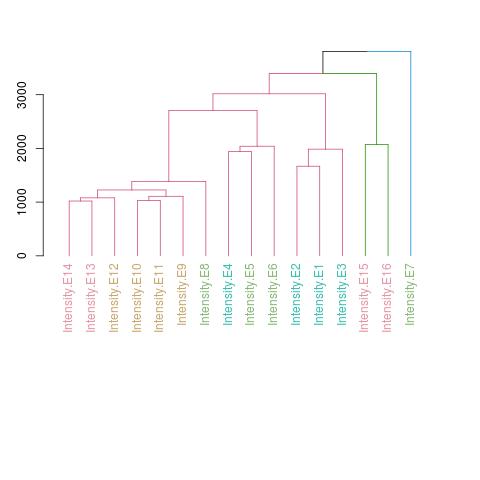 3000
2000
1000
0
Intensity.E14
Intensity.E13
Intensity.E12
Intensity.E10
Intensity.E11
Intensity.E9
Intensity.E8
Intensity.E4
Intensity.E5
Intensity.E6
Intensity.E2
Intensity.E1
Intensity.E3
Intensity.E15
Intensity.E16
Intensity.E7